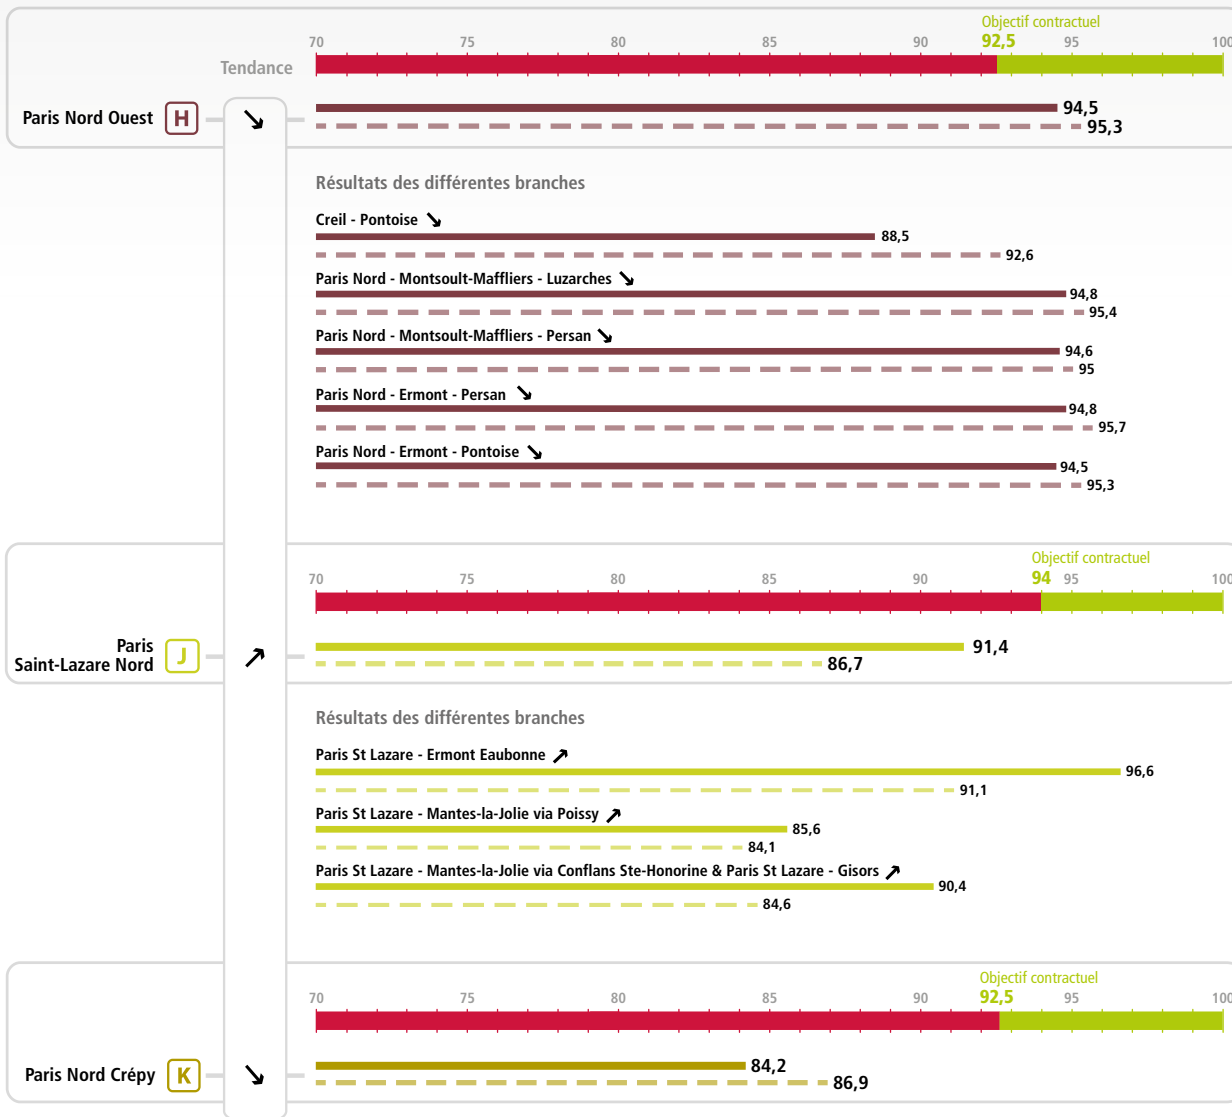 Objectif contractuel
70 75 80 85 90 92,5 95 100
Tendance
Paris Nord Ouest H
94,5
95,3
Résultats des différentes branches
Creil - Pontoise
88,5
92,6
Paris Nord - Montsoult-Maffliers - Luzarches
94,8
95,4
Paris Nord - Montsoult-Maffliers - Persan
94,6
95
Paris Nord - Ermont - Persan
94,8
95,7
Paris Nord - Ermont - Pontoise
94,5
95,3
Objectif contractuel
70 75 80 85 90 94 95 100
Paris
Saint-Lazare Nord J
91,4
86,7
Résultats des différentes branches
Paris St Lazare - Ermont Eaubonne
96,6
91,1
Paris St Lazare - Mantes-la-Jolie via Poissy
85,6
84,1
Paris St Lazare - Mantes-la-Jolie via Conflans Ste-Honorine & Paris St Lazare - Gisors
90,4
84,6
Objectif contractuel
70 75 80 85 90 92,5 95 100
Paris Nord Crépy K
84,2
86,9